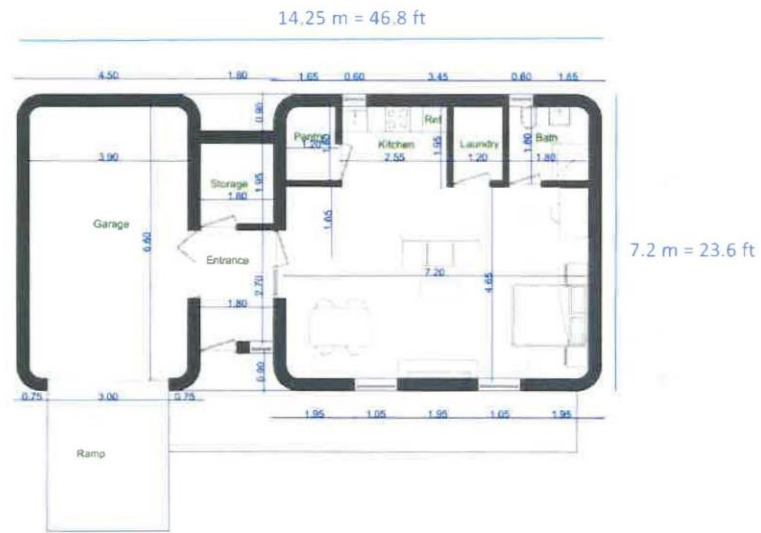 14.25 m = 46.8 ft
4.50 1.80 1.65 0.60 3.45 0.60 1.65
0.90
Ref
Pantry Kitchen Laundry Bath
1.20 1.80 2.55 1.95 1.20 1.80 1.80
3.90
Storage
1.80 1.95
Garage
6.60
1.65
7.2 m = 23.6 ft
Entrance
7.20
2.70
4.65
1.80
0.90
0.75 3.00 0.75
1.95 1.05 1.95 1.05 1.95
Ramp